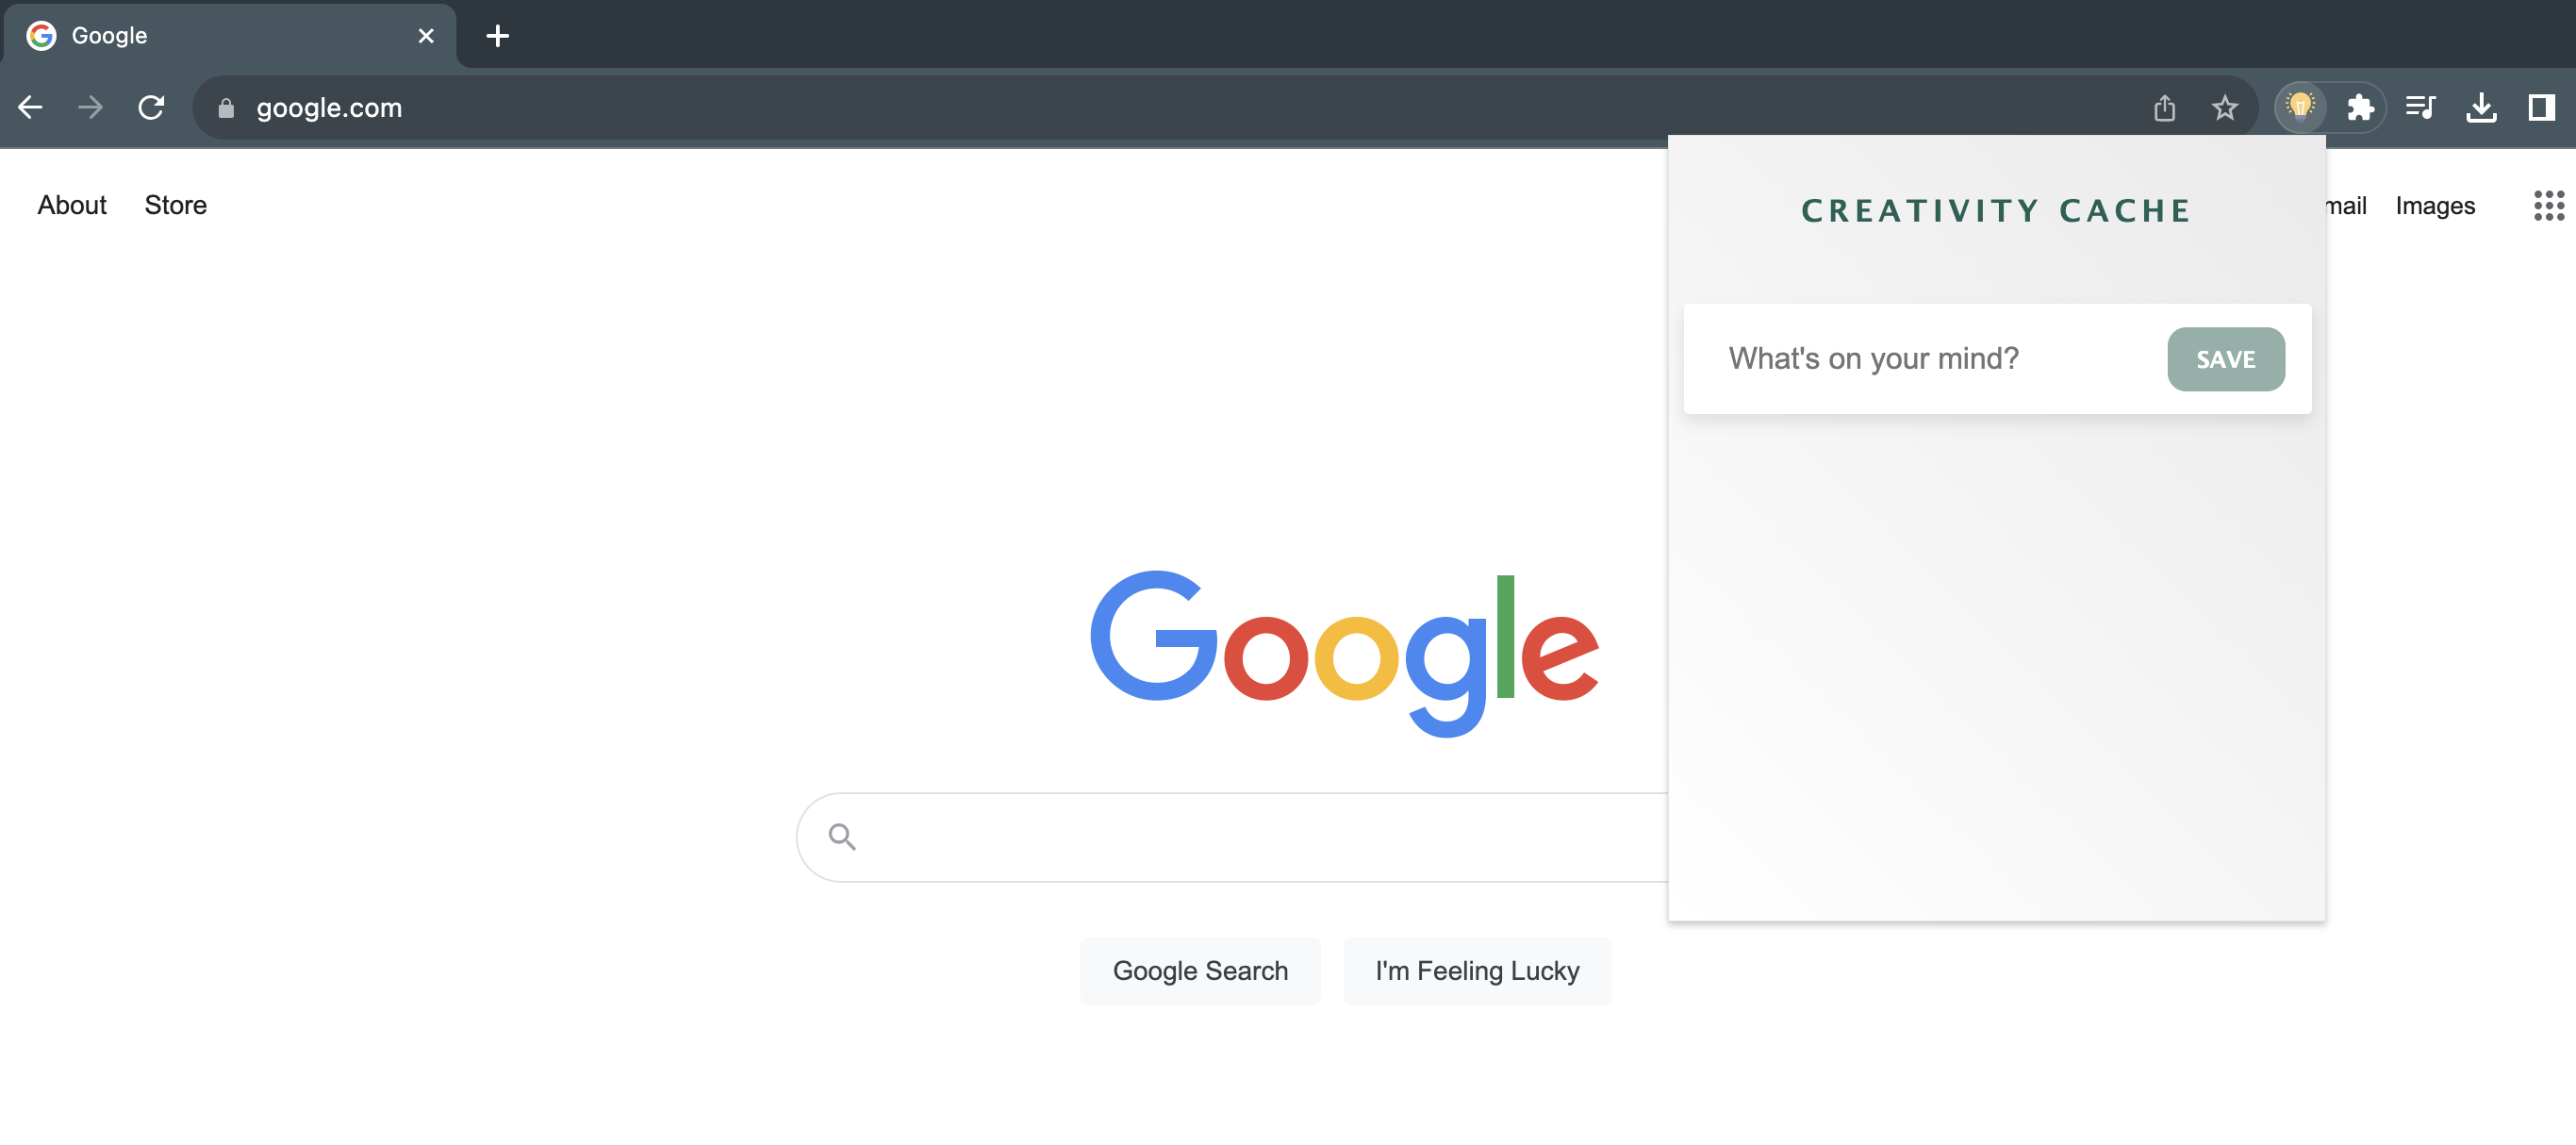 Google
google.com
About Store
mail Images
CREATIVITY CACHE
What's on your mind? SAVE
Google
Google Search I'm Feeling Lucky